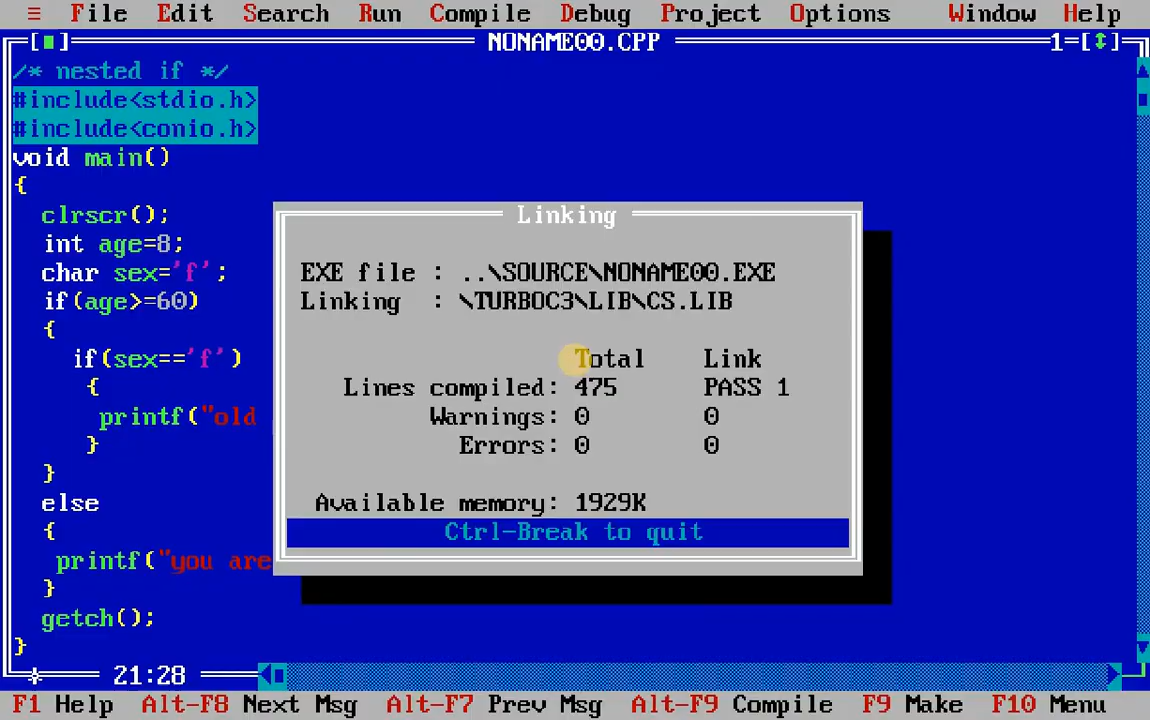 ≡ File Edit Search Run Compile Debug Project Options Window Help
[■] NONAME00.CPP 1=[↕]
/* nested if */
#include<stdio.h>
#include<conio.h>
void main()
{
clrscr();
int age=8;
char sex='f';
if(age>=60)
{
if(sex=='f')
{
printf("old
}
}
else
{
printf("you are
}
getch();
}
Linking
EXE file : ..\SOURCE\NONAME00.EXE
Linking : \TURBOC3\LIB\CS.LIB
Total Link
Lines compiled: 475 PASS 1
Warnings: 0 0
Errors: 0 0
Available memory: 1929K
Ctrl-Break to quit
21:28
F1 Help Alt-F8 Next Msg Alt-F7 Prev Msg Alt-F9 Compile F9 Make F10 Menu